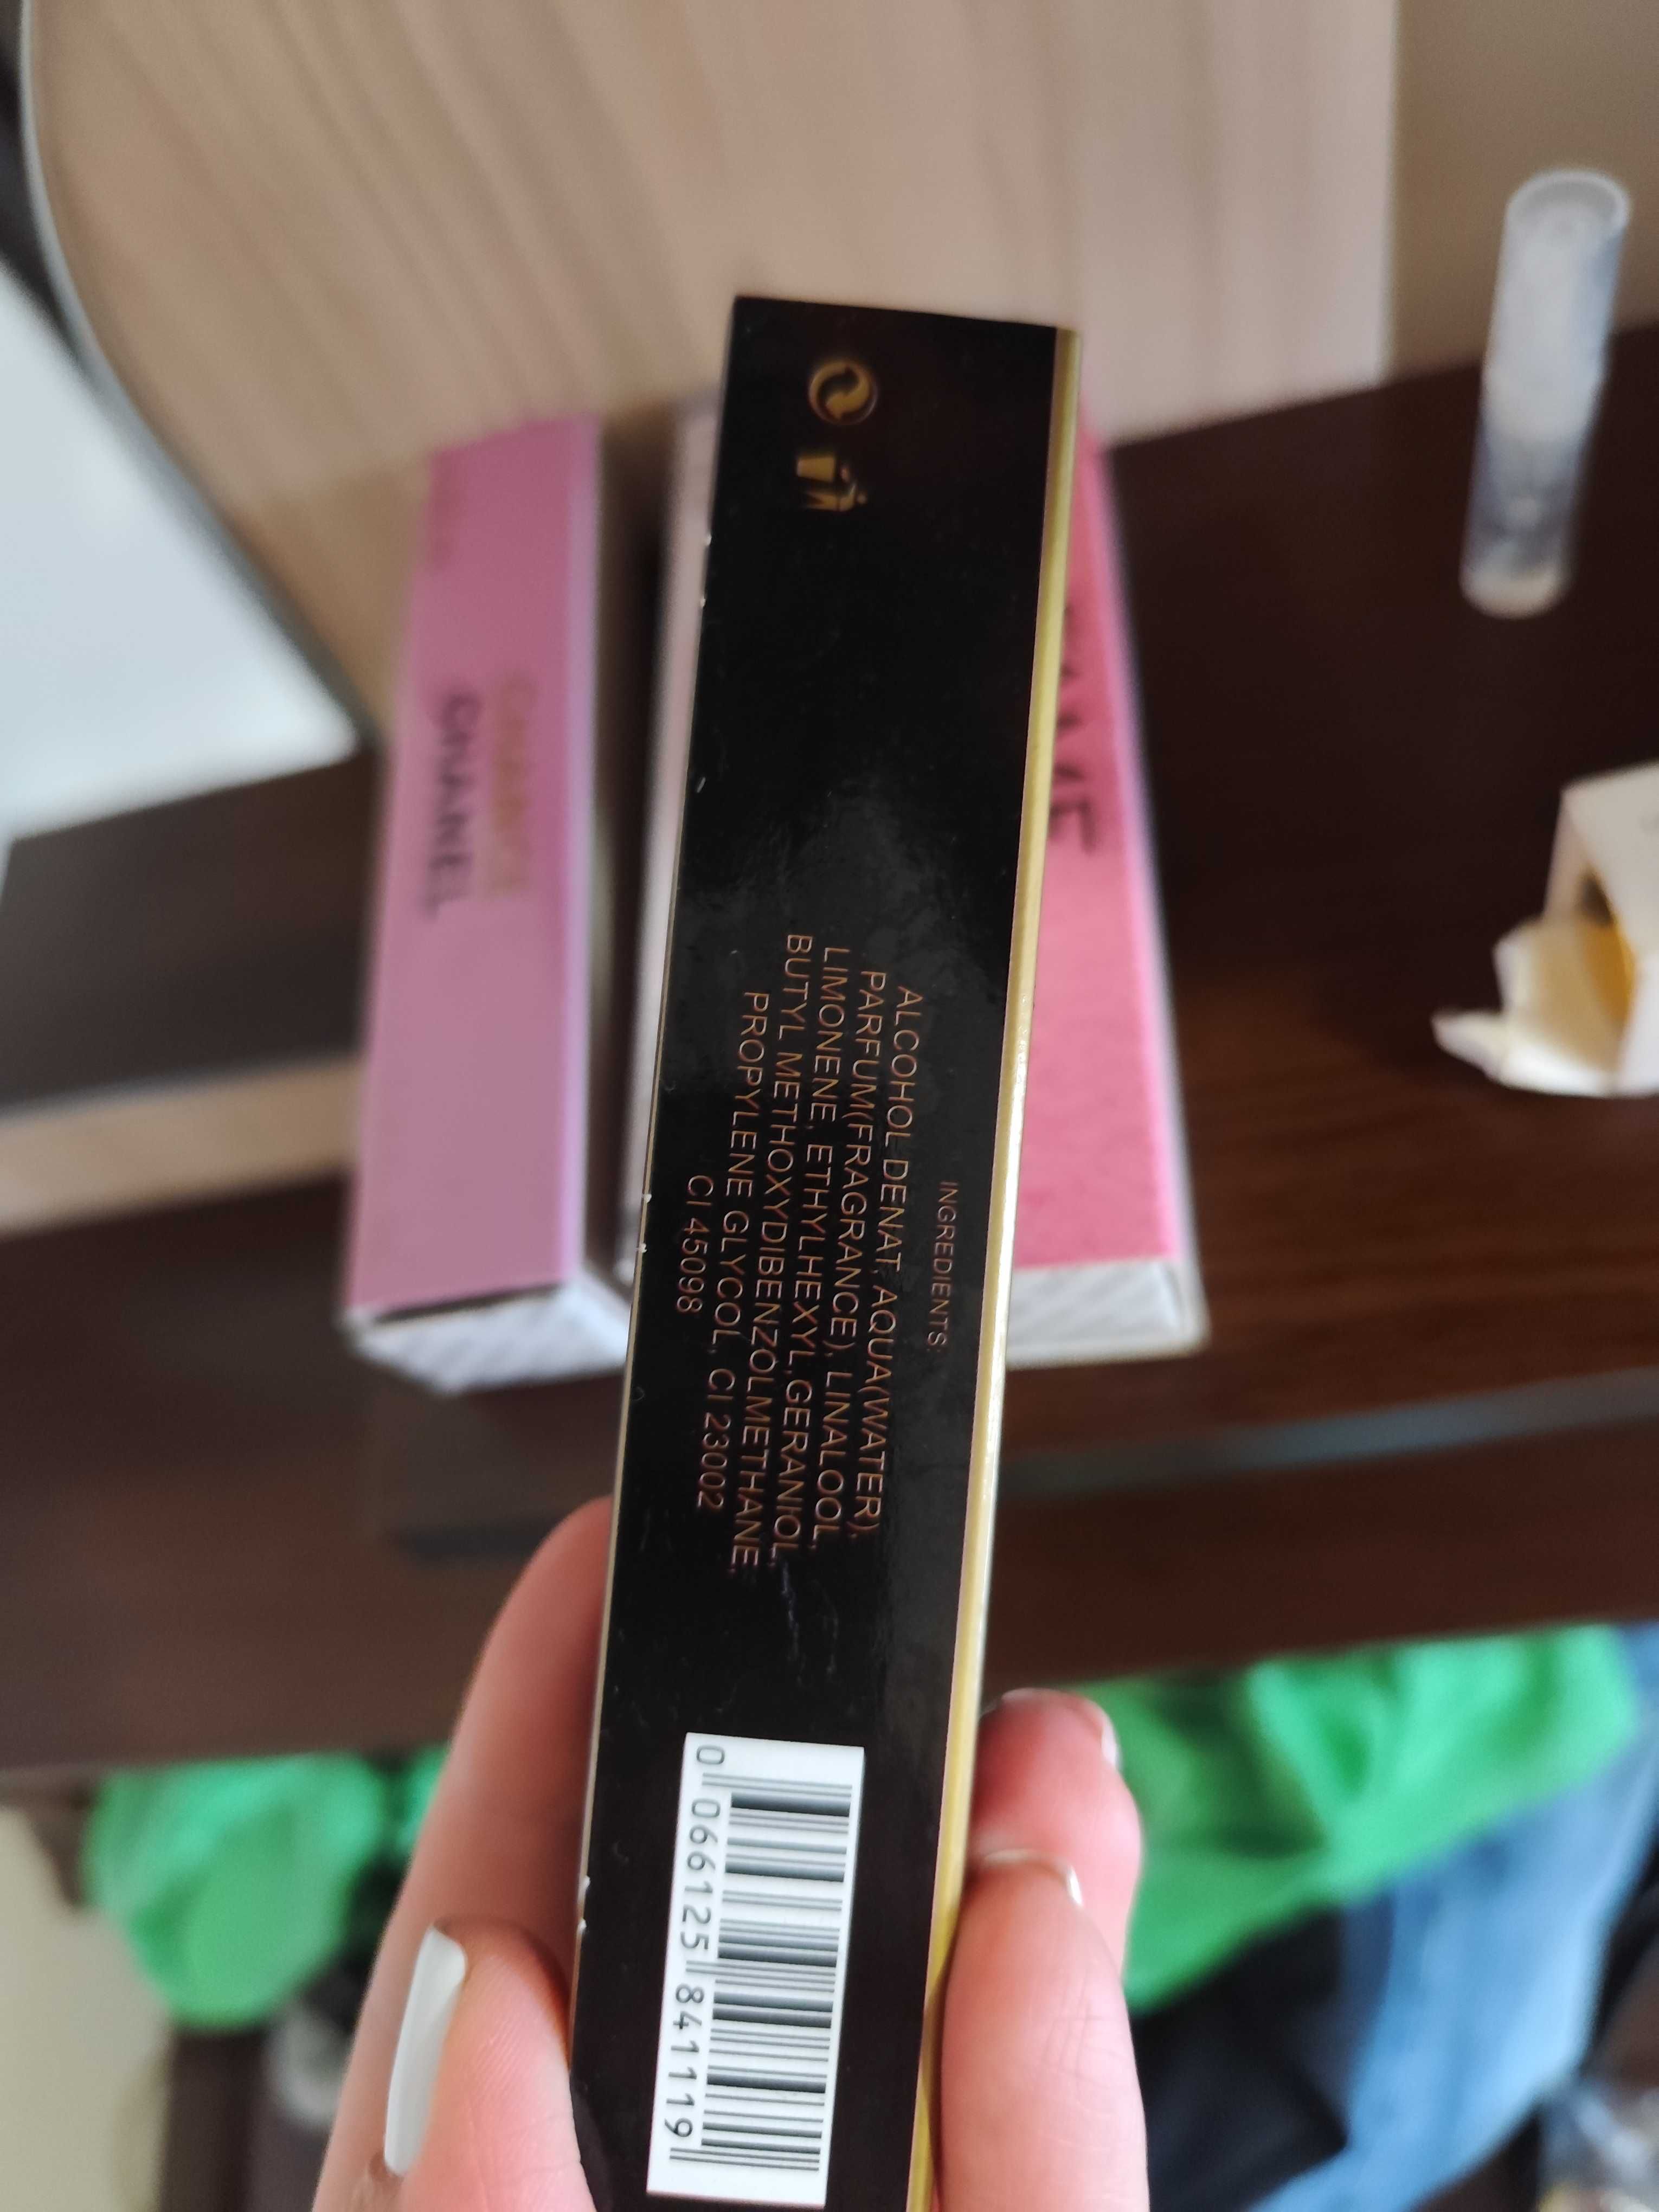 INGREDIENTS:
ALCOHOL DENAT, AQUA(WATER),
PARFUM(FRAGRANCE), LINALOOL,
LIMONENE, ETHYLHEXYL,GERANIOL,
BUTYL METHOXYDIBENZOLMETHANE,
PROPYLENE GLYCOL, CI 23002
CI 45098
0 066125 841119
CHANCE
CHANEL